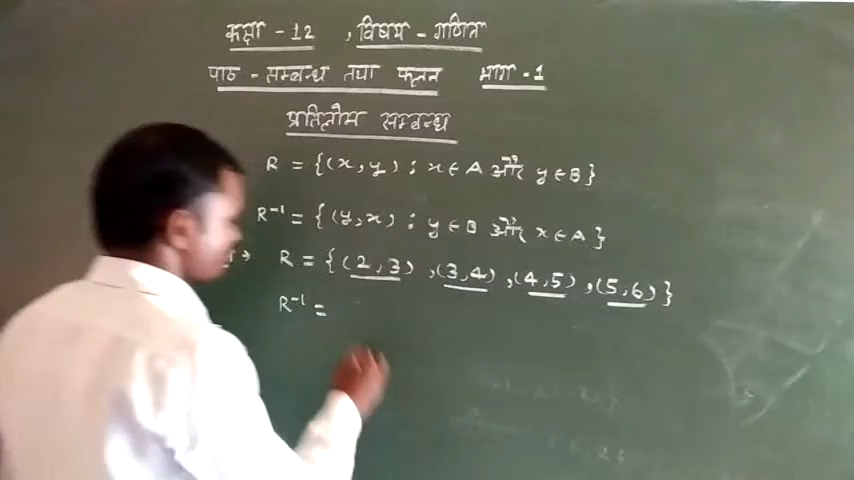 कक्षा - 12 , विषय - गणित
पाठ - सम्बन्ध तथा फलन भाग - 1
प्रतिलोम सम्बन्ध
R = {(x, y) : x ∈ A और y ∈ B}
R⁻¹ = {(y, x) : y ∈ B और x ∈ A}
R = {(2, 3) , (3, 4) , (4, 5) , (5, 6)}
R⁻¹ =